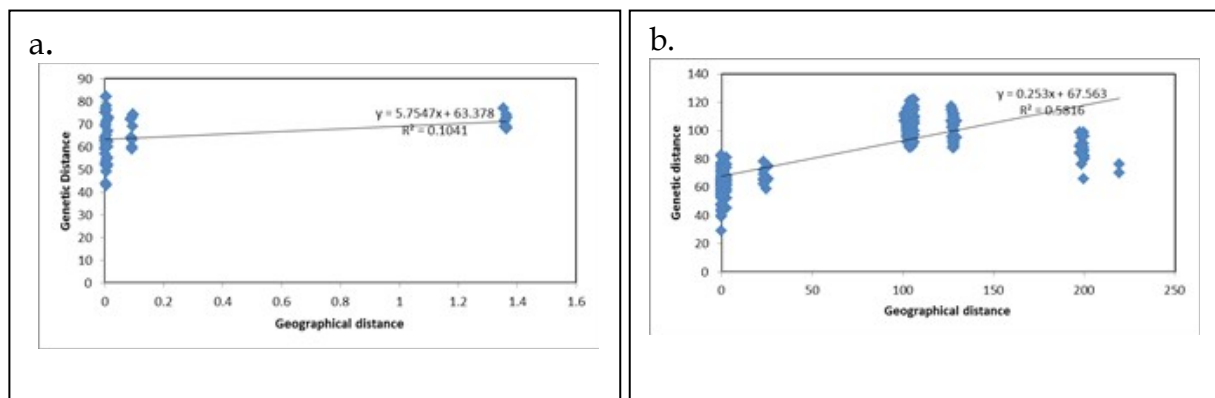 a.
90
80
70
60
50
40
30
20
10
0
Genetic Distance
y = 5.7547x + 63.378
R² = 0.1041
0 0.2 0.4 0.6 0.8 1 1.2 1.4 1.6
Geographical distance
b.
140
120
100
80
60
40
20
0
Genetic distance
y = 0.253x + 67.563
R² = 0.5816
0 50 100 150 200 250
Geographical distance